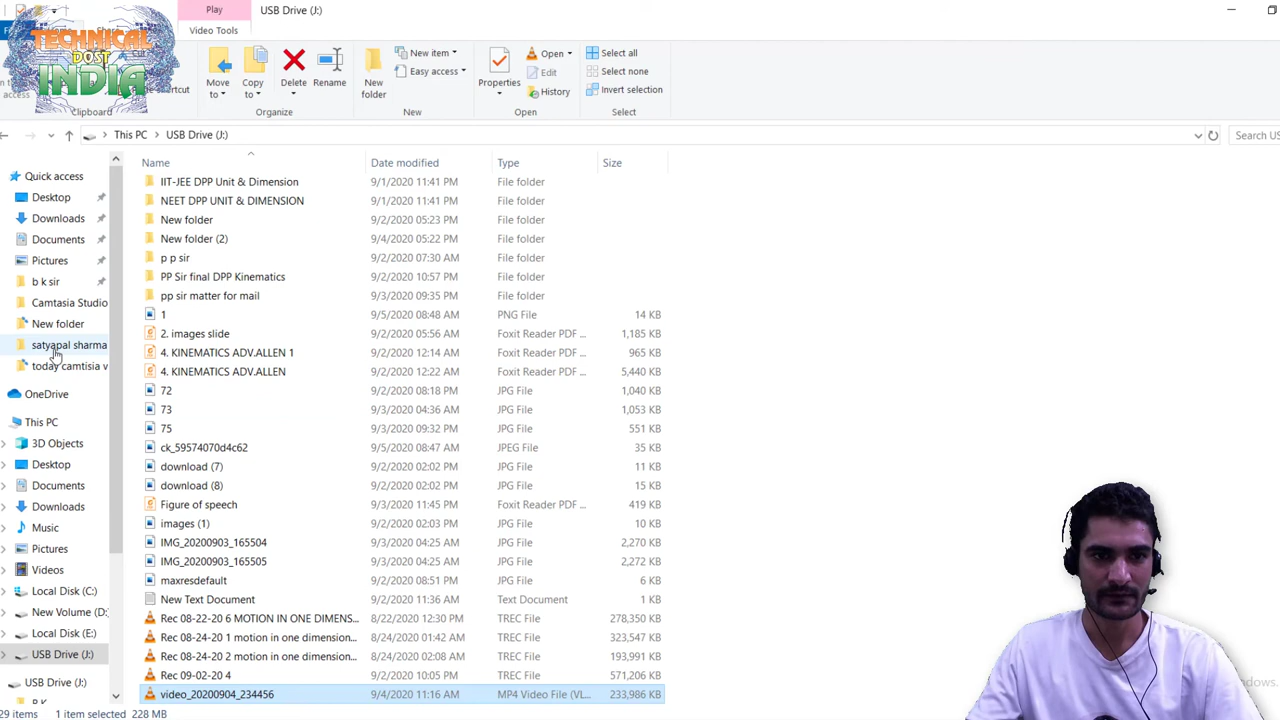 Play
USB Drive (J:)
Video Tools
TECHNICAL
DOST
INDIA
Move to
Copy to
Delete
Rename
New folder
New item
Easy access
Properties
Open
Edit
History
Select all
Select none
Invert selection
access
shortcut
Clipboard
Organize
New
Open
Select
This PC > USB Drive (J:)
Search US
Name Date modified Type Size
Quick access
Desktop
Downloads
Documents
Pictures
b k sir
Camtasia Studio
New folder
satyapal sharma
today camtisia v
OneDrive
This PC
3D Objects
Desktop
Documents
Downloads
Music
Pictures
Videos
Local Disk (C:)
New Volume (D:)
Local Disk (E:)
USB Drive (J:)
USB Drive (J:)
IIT-JEE DPP Unit & Dimension 9/1/2020 11:41 PM File folder
NEET DPP UNIT & DIMENSION 9/1/2020 11:41 PM File folder
New folder 9/2/2020 05:23 PM File folder
New folder (2) 9/4/2020 05:22 PM File folder
p p sir 9/2/2020 07:30 AM File folder
PP Sir final DPP Kinematics 9/2/2020 10:57 PM File folder
pp sir matter for mail 9/3/2020 09:35 PM File folder
1 9/5/2020 08:48 AM PNG File 14 KB
2. images slide 9/2/2020 05:56 AM Foxit Reader PDF ... 1,185 KB
4. KINEMATICS ADV.ALLEN 1 9/2/2020 12:14 AM Foxit Reader PDF ... 965 KB
4. KINEMATICS ADV.ALLEN 9/2/2020 12:22 AM Foxit Reader PDF ... 5,440 KB
72 9/2/2020 08:18 PM JPG File 1,040 KB
73 9/3/2020 04:36 AM JPG File 1,053 KB
75 9/3/2020 09:32 PM JPG File 551 KB
ck_59574070d4c62 9/5/2020 08:47 AM JPEG File 35 KB
download (7) 9/2/2020 02:02 PM JPG File 11 KB
download (8) 9/2/2020 02:02 PM JPG File 15 KB
Figure of speech 9/3/2020 11:45 PM Foxit Reader PDF ... 419 KB
images (1) 9/2/2020 02:03 PM JPG File 10 KB
IMG_20200903_165504 9/3/2020 04:25 AM JPG File 2,270 KB
IMG_20200903_165505 9/3/2020 04:25 AM JPG File 2,272 KB
maxresdefault 9/2/2020 08:51 PM JPG File 6 KB
New Text Document 9/2/2020 11:36 AM Text Document 1 KB
Rec 08-22-20 6 MOTION IN ONE DIMENS... 8/22/2020 12:30 PM TREC File 278,350 KB
Rec 08-24-20 1 motion in one dimension... 8/24/2020 01:42 AM TREC File 323,547 KB
Rec 08-24-20 2 motion in one dimension... 8/24/2020 02:08 AM TREC File 193,991 KB
Rec 09-02-20 4 9/2/2020 10:05 PM TREC File 571,206 KB
video_20200904_234456 9/4/2020 11:16 AM MP4 Video File (VL... 233,986 KB
29 items 1 item selected 228 MB